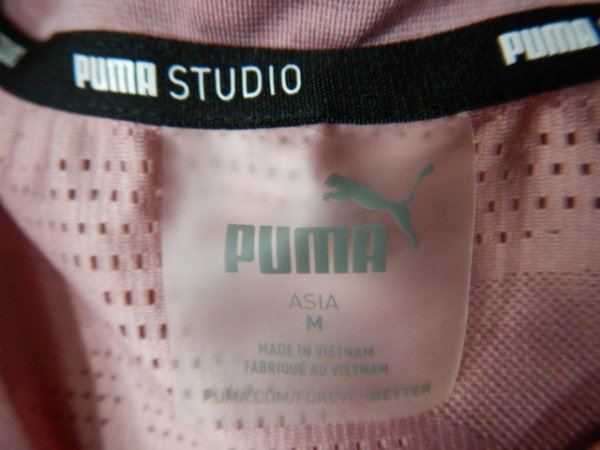 PUMA STUDIO
PUMA
PUMA
ASIA
M
MADE IN VIETNAM
FABRIQUÉ AU VIETNAM
PUMA.COM/FOREVERBETTER